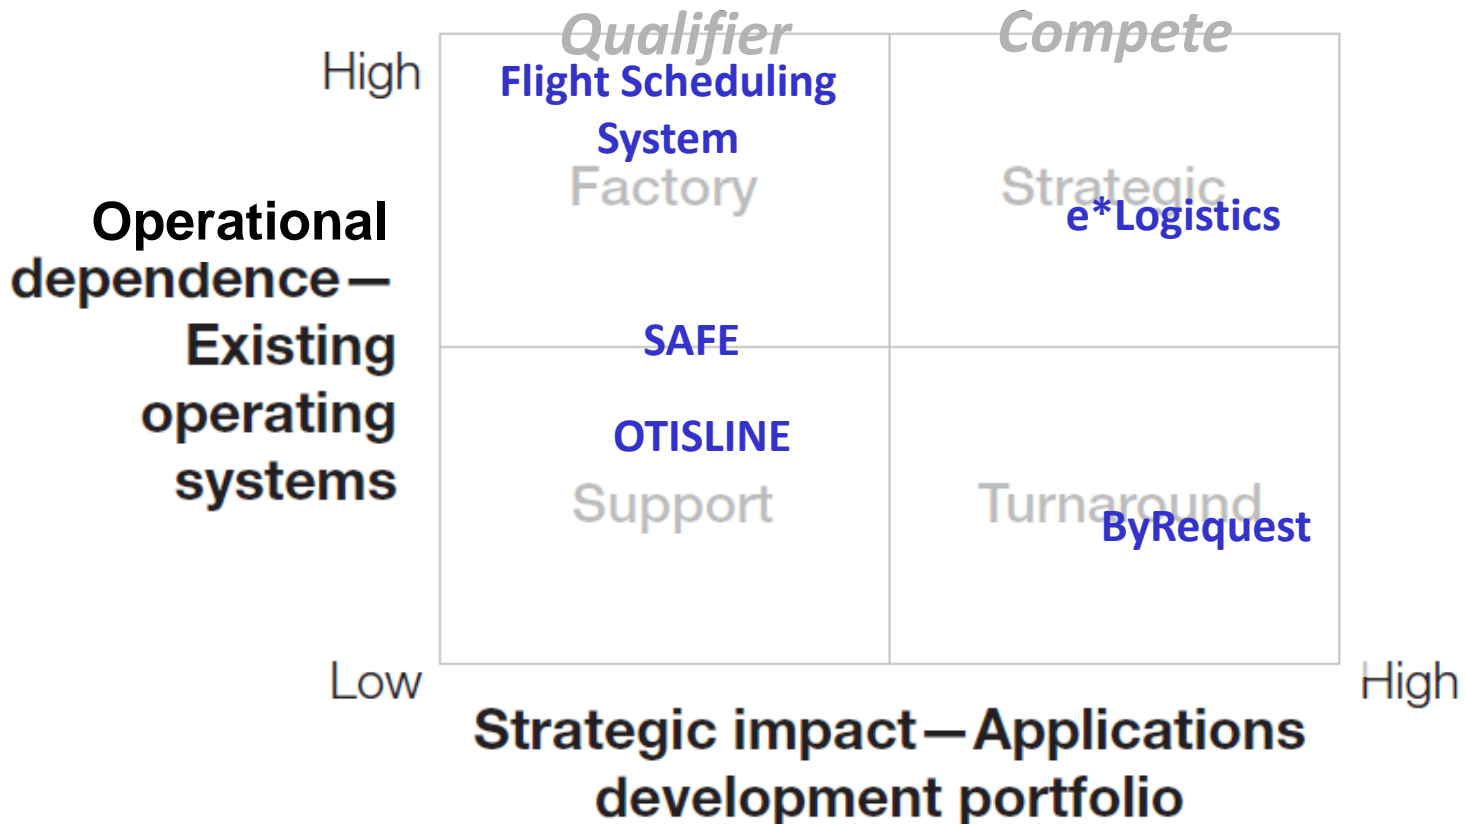 Qualifier
Compete
High
Flight Scheduling
System
Factory
Strategic
e*Logistics
Operational
dependence—
Existing
operating
systems
SAFE
OTISLINE
Support
Turnaround
ByRequest
Low
High
Strategic impact—Applications
development portfolio